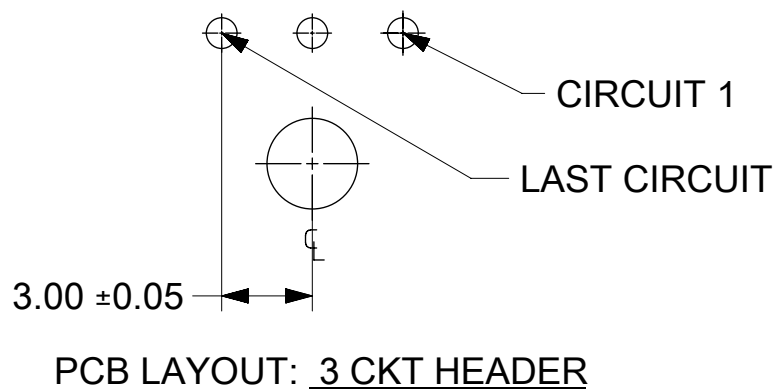 CIRCUIT 1
LAST CIRCUIT
℄
3.00 ±0.05
PCB LAYOUT: 3 CKT HEADER